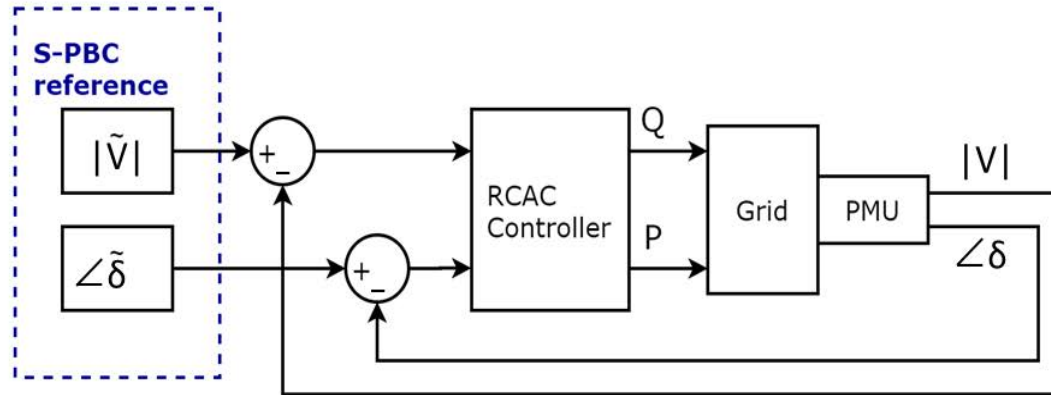 S-PBC
reference
|Ṽ|
∠δ̃
+
−
+
−
RCAC
Controller
Q
P
Grid
PMU
|V|
∠δ